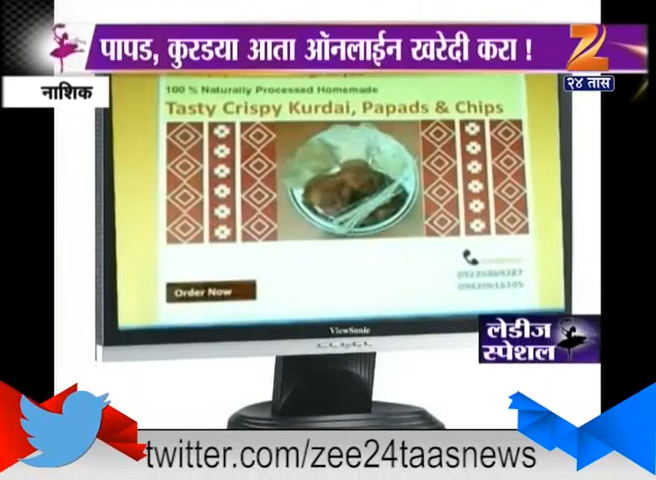 पापड, कुरडया आता ऑनलाईन खरेदी करा !
२४ तास
नाशिक
100 % Naturally Processed Homemade
Tasty Crispy Kurdai, Papads & Chips
Order Now
ViewSonic
लेडीज
स्पेशल
twitter.com/zee24taasnews